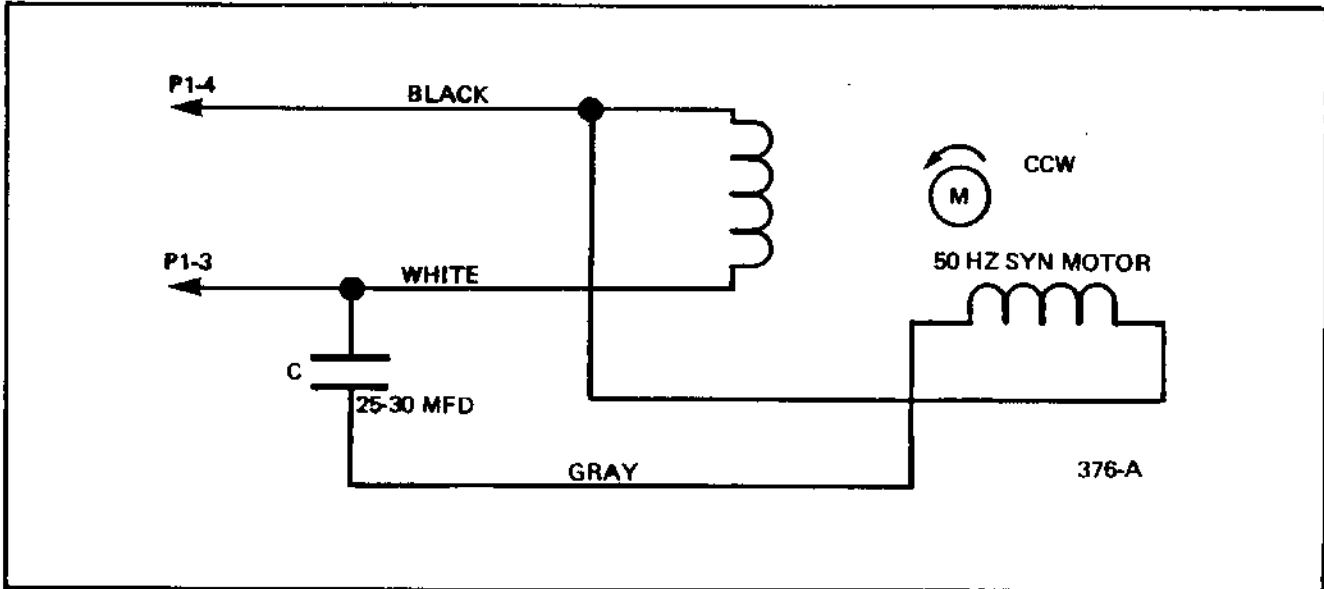 P1-4
BLACK
CCW
M
P1-3
WHITE
50 HZ SYN MOTOR
C
25-30 MFD
GRAY
376-A